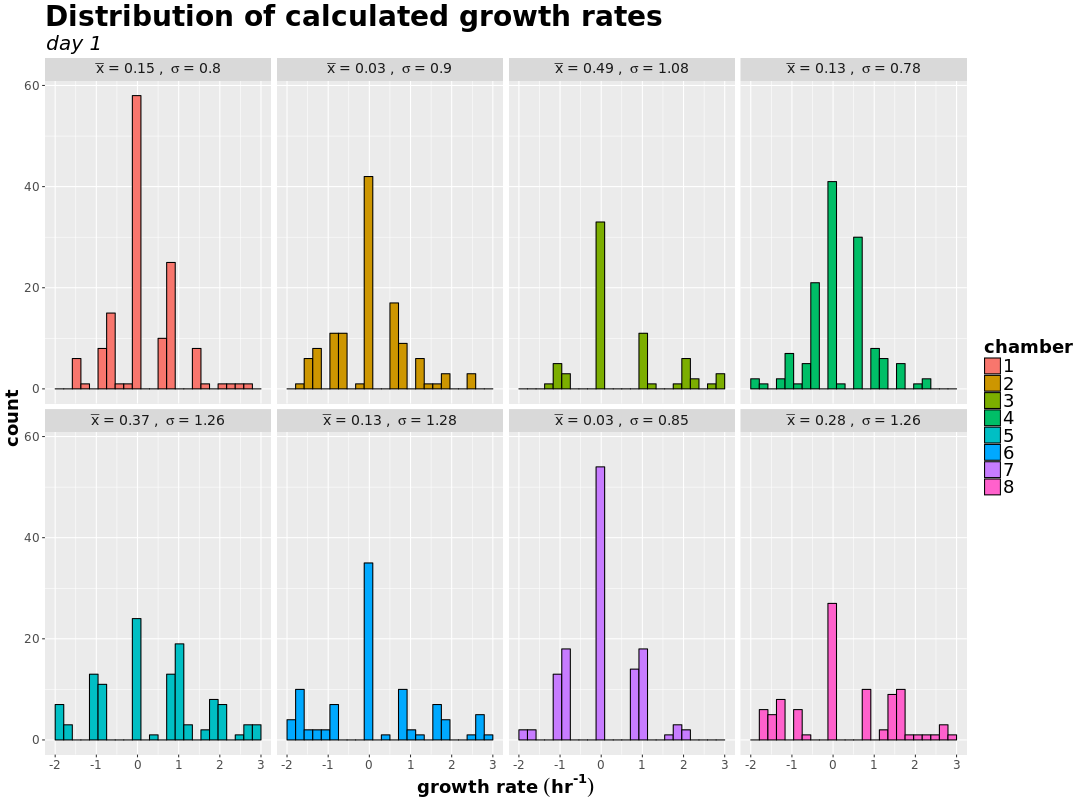 Distribution of calculated growth rates
day 1
x̅ = 0.15 , σ = 0.8
x̅ = 0.03 , σ = 0.9
x̅ = 0.49 , σ = 1.08
x̅ = 0.13 , σ = 0.78
60
40
20
0
x̅ = 0.37 , σ = 1.26
x̅ = 0.13 , σ = 1.28
x̅ = 0.03 , σ = 0.85
x̅ = 0.28 , σ = 1.26
60
40
20
0
-2 -1 0 1 2 3
-2 -1 0 1 2 3
-2 -1 0 1 2 3
-2 -1 0 1 2 3
count
growth rate (hr⁻¹)
chamber
1
2
3
4
5
6
7
8